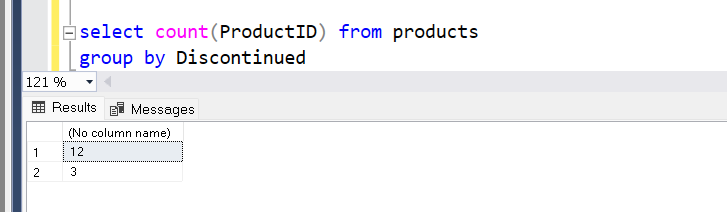 select count(ProductID) from products
group by Discontinued
121 %
Results Messages
(No column name)
1 12
2 3